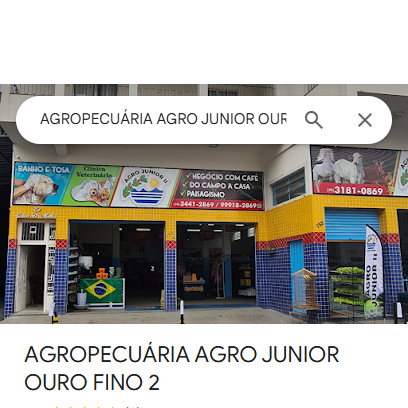 AGROPECUÁRIA AGRO JUNIOR OUR
BANHO E TOSA
Clínica
Veterinária
AGRO JUNIOR II
✓ NEGÓCIO COM CAFÉ
✓ DO CAMPO A CASA
✓ PAISAGISMO
3441-2869 / 99918-2869
3181-0869
AGRO
JUNIOR II
AGROPECUÁRIA AGRO JUNIOR
OURO FINO 2